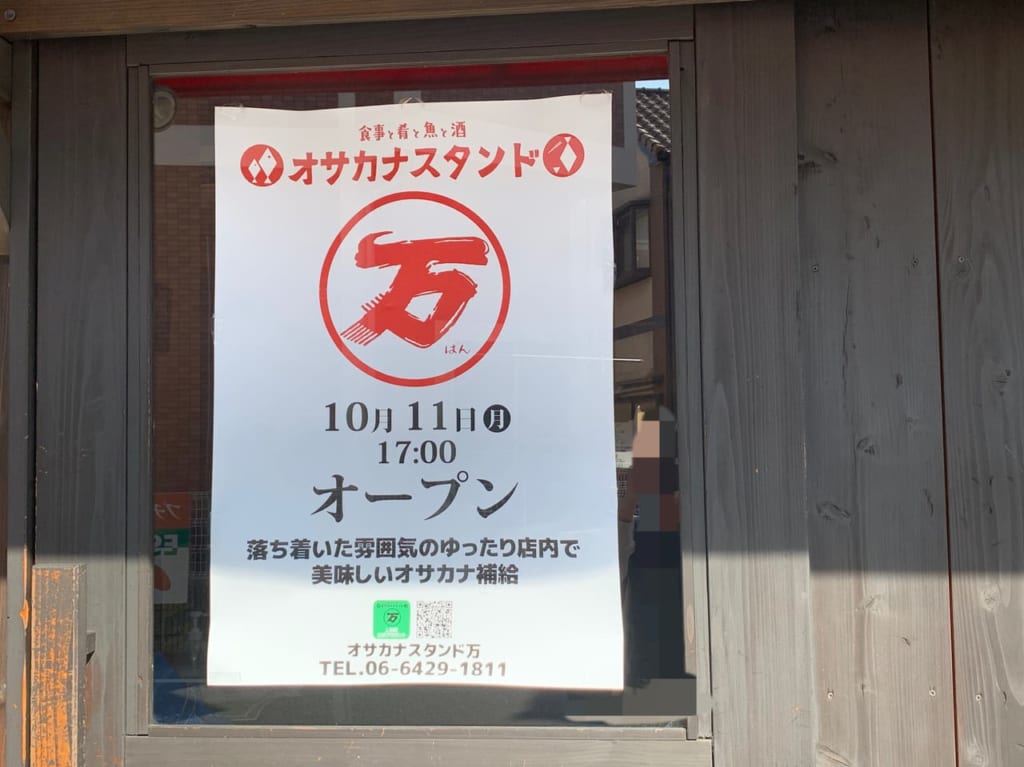 食事と肴と魚と酒
オサカナスタンド
万
はん
10月11日月
17:00
オープン
落ち着いた雰囲気のゆったり店内で
美味しいオサカナ補給
万
オサカナスタンド万
TEL.06-6429-1811